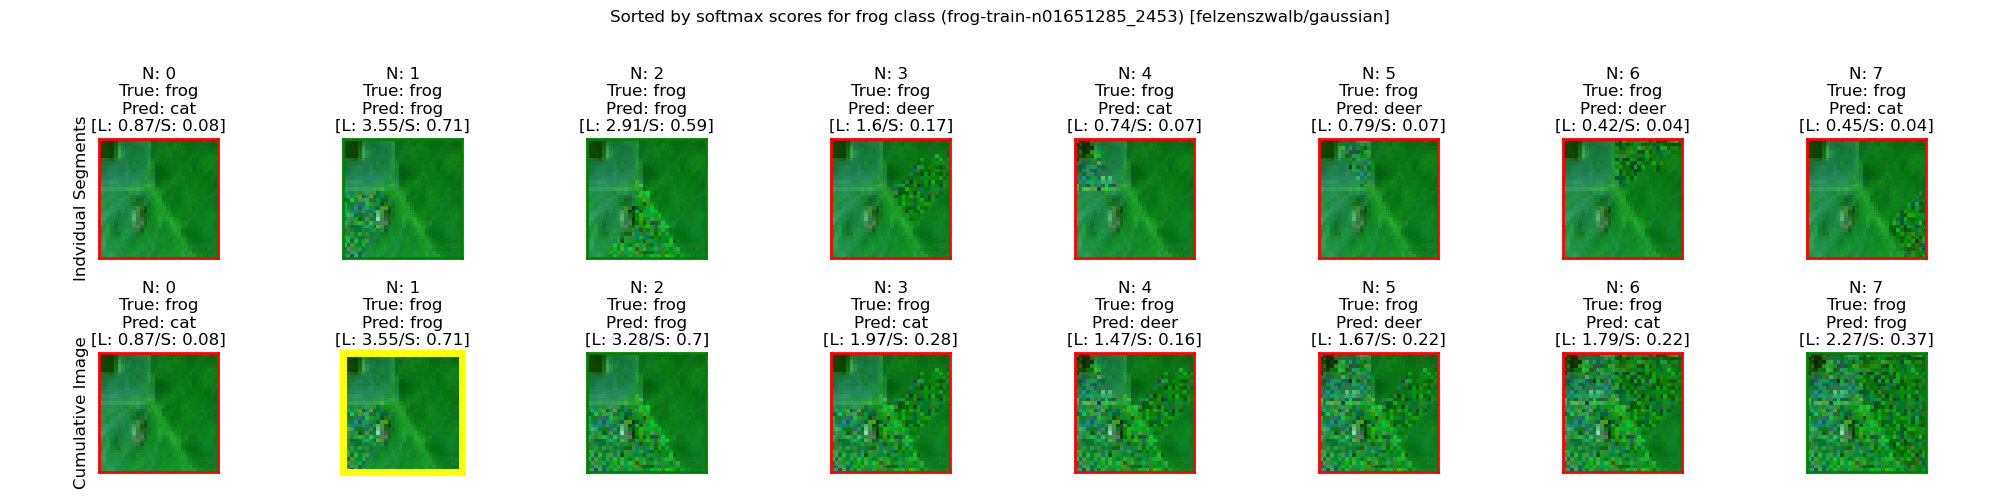 Sorted by softmax scores for frog class (frog-train-n01651285_2453) [felzenszwalb/gaussian]
Indvidual Segments
N: 0
True: frog
Pred: cat
[L: 0.87/S: 0.08]
N: 1
True: frog
Pred: frog
[L: 3.55/S: 0.71]
N: 2
True: frog
Pred: frog
[L: 2.91/S: 0.59]
N: 3
True: frog
Pred: deer
[L: 1.6/S: 0.17]
N: 4
True: frog
Pred: cat
[L: 0.74/S: 0.07]
N: 5
True: frog
Pred: deer
[L: 0.79/S: 0.07]
N: 6
True: frog
Pred: deer
[L: 0.42/S: 0.04]
N: 7
True: frog
Pred: cat
[L: 0.45/S: 0.04]
Cumulative Image
N: 0
True: frog
Pred: cat
[L: 0.87/S: 0.08]
N: 1
True: frog
Pred: frog
[L: 3.55/S: 0.71]
N: 2
True: frog
Pred: frog
[L: 3.28/S: 0.7]
N: 3
True: frog
Pred: cat
[L: 1.97/S: 0.28]
N: 4
True: frog
Pred: deer
[L: 1.47/S: 0.16]
N: 5
True: frog
Pred: deer
[L: 1.67/S: 0.22]
N: 6
True: frog
Pred: cat
[L: 1.79/S: 0.22]
N: 7
True: frog
Pred: frog
[L: 2.27/S: 0.37]